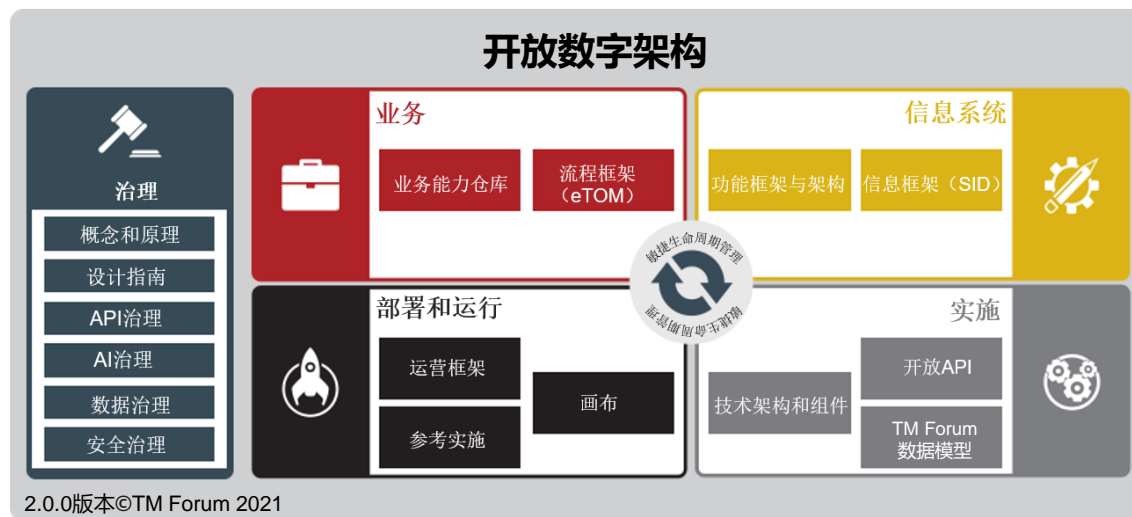 开放数字架构
治理
概念和原理
设计指南
API治理
AI治理
数据治理
安全治理
业务
业务能力仓库
流程框架
（eTOM）
信息系统
功能框架与架构
信息框架（SID）
敏捷生命周期管理
敏捷生命周期管理
部署和运行
运营框架
参考实施
画布
实施
技术架构和组件
开放API
TM Forum
数据模型
2.0.0版本©TM Forum 2021